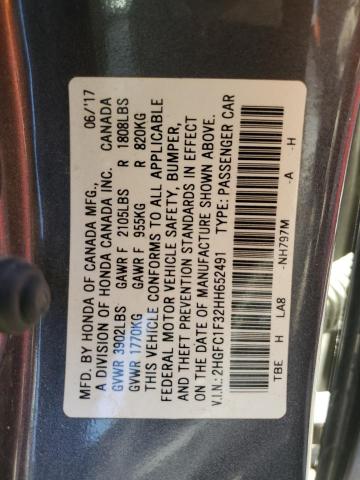 MFD. BY HONDA OF CANADA MFG., 06/'17
A DIVISION OF HONDA CANADA INC. CANADA
GVWR 3902LBS GAWR F 2105LBS R 1808LBS
GVWR 1770KG GAWR F 955KG R 820KG
THIS VEHICLE CONFORMS TO ALL APPLICABLE
FEDERAL MOTOR VEHICLE SAFETY, BUMPER,
AND THEFT PREVENTION STANDARDS IN EFFECT
ON THE DATE OF MANUFACTURE SHOWN ABOVE.
V.I.N.: 2HGFC1F32HH652491 TYPE: PASSENGER CAR
TBE H LA8 -NH797M -A -H